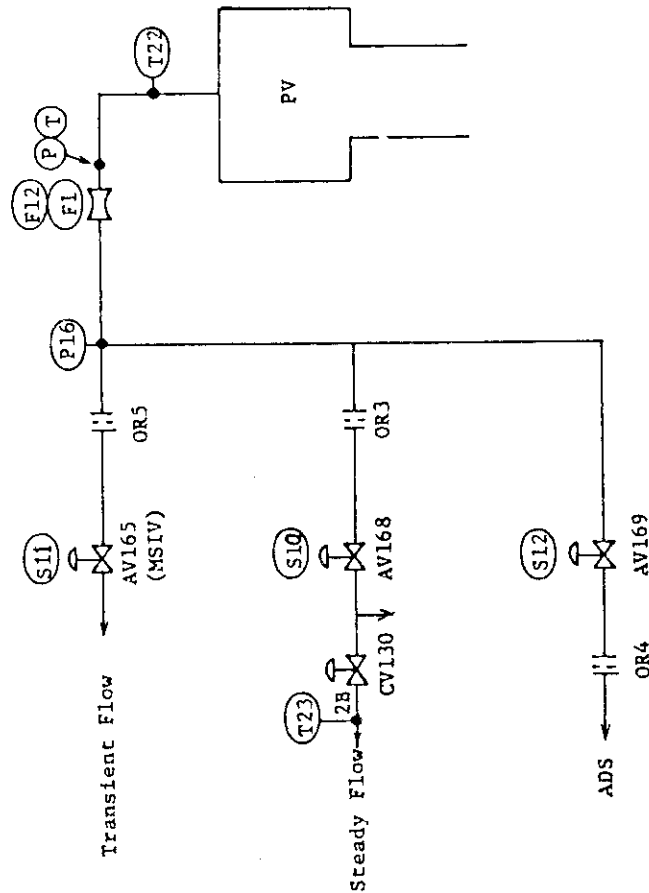 T22
P T
F12
F1
PV
P16
OR5
S11
AV165
(MSIV)
Transient Flow
OR3
S10
AV168
CV130
2B
T23
Steady Flow
S12
AV169
OR4
ADS